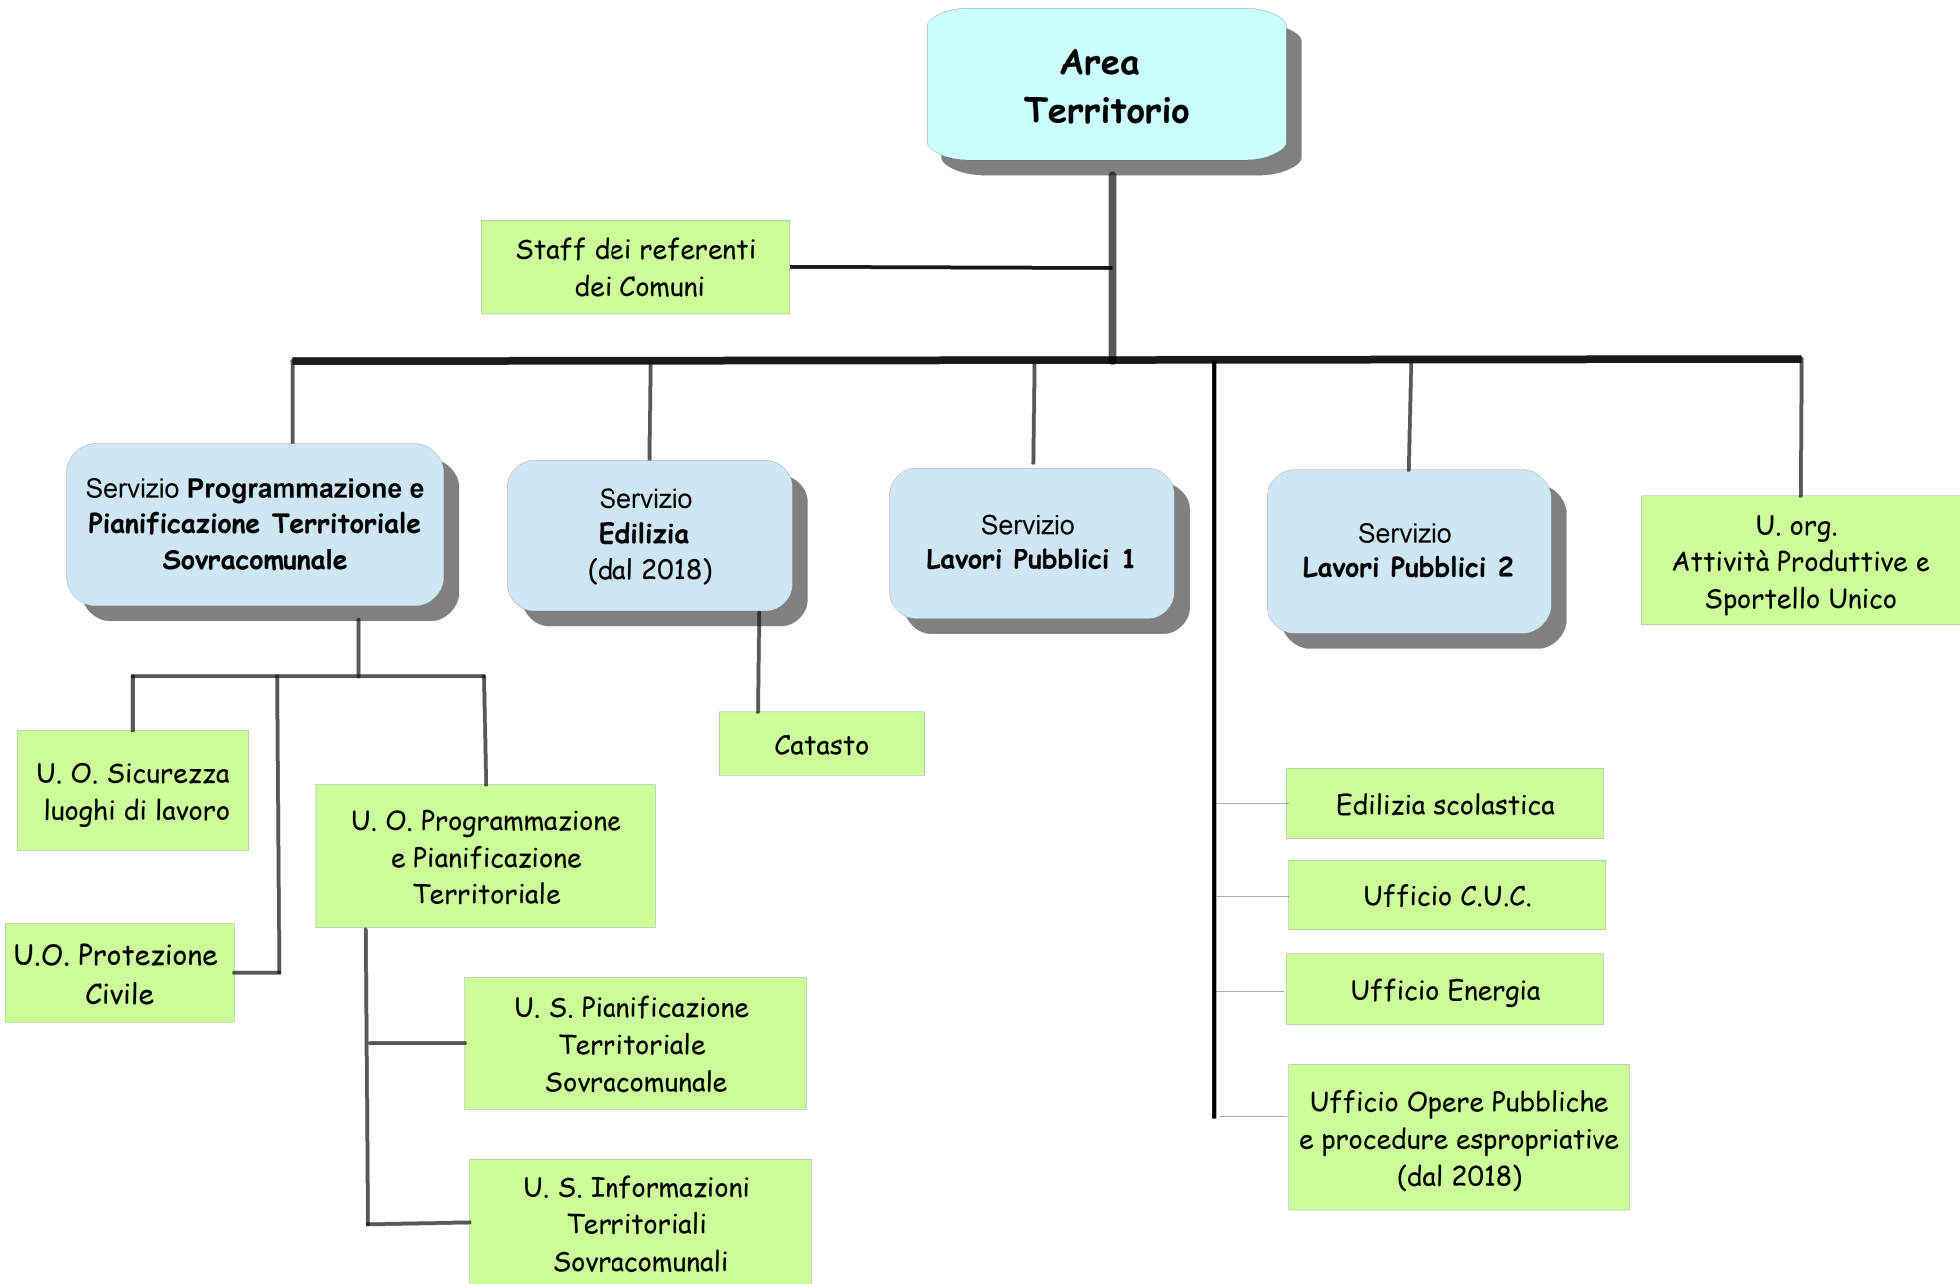 Area
Territorio
Staff dei referenti
dei Comuni
Servizio Programmazione e
Pianificazione Territoriale
Sovracomunale
Servizio
Edilizia
(dal 2018)
Servizio
Lavori Pubblici 1
Servizio
Lavori Pubblici 2
U. org.
Attività Produttive e
Sportello Unico
U. O. Sicurezza
luoghi di lavoro
U. O. Programmazione
e Pianificazione
Territoriale
Catasto
Edilizia scolastica
Ufficio C.U.C.
U.O. Protezione
Civile
Ufficio Energia
U. S. Pianificazione
Territoriale
Sovracomunale
Ufficio Opere Pubbliche
e procedure espropriative
(dal 2018)
U. S. Informazioni
Territoriali
Sovracomunali